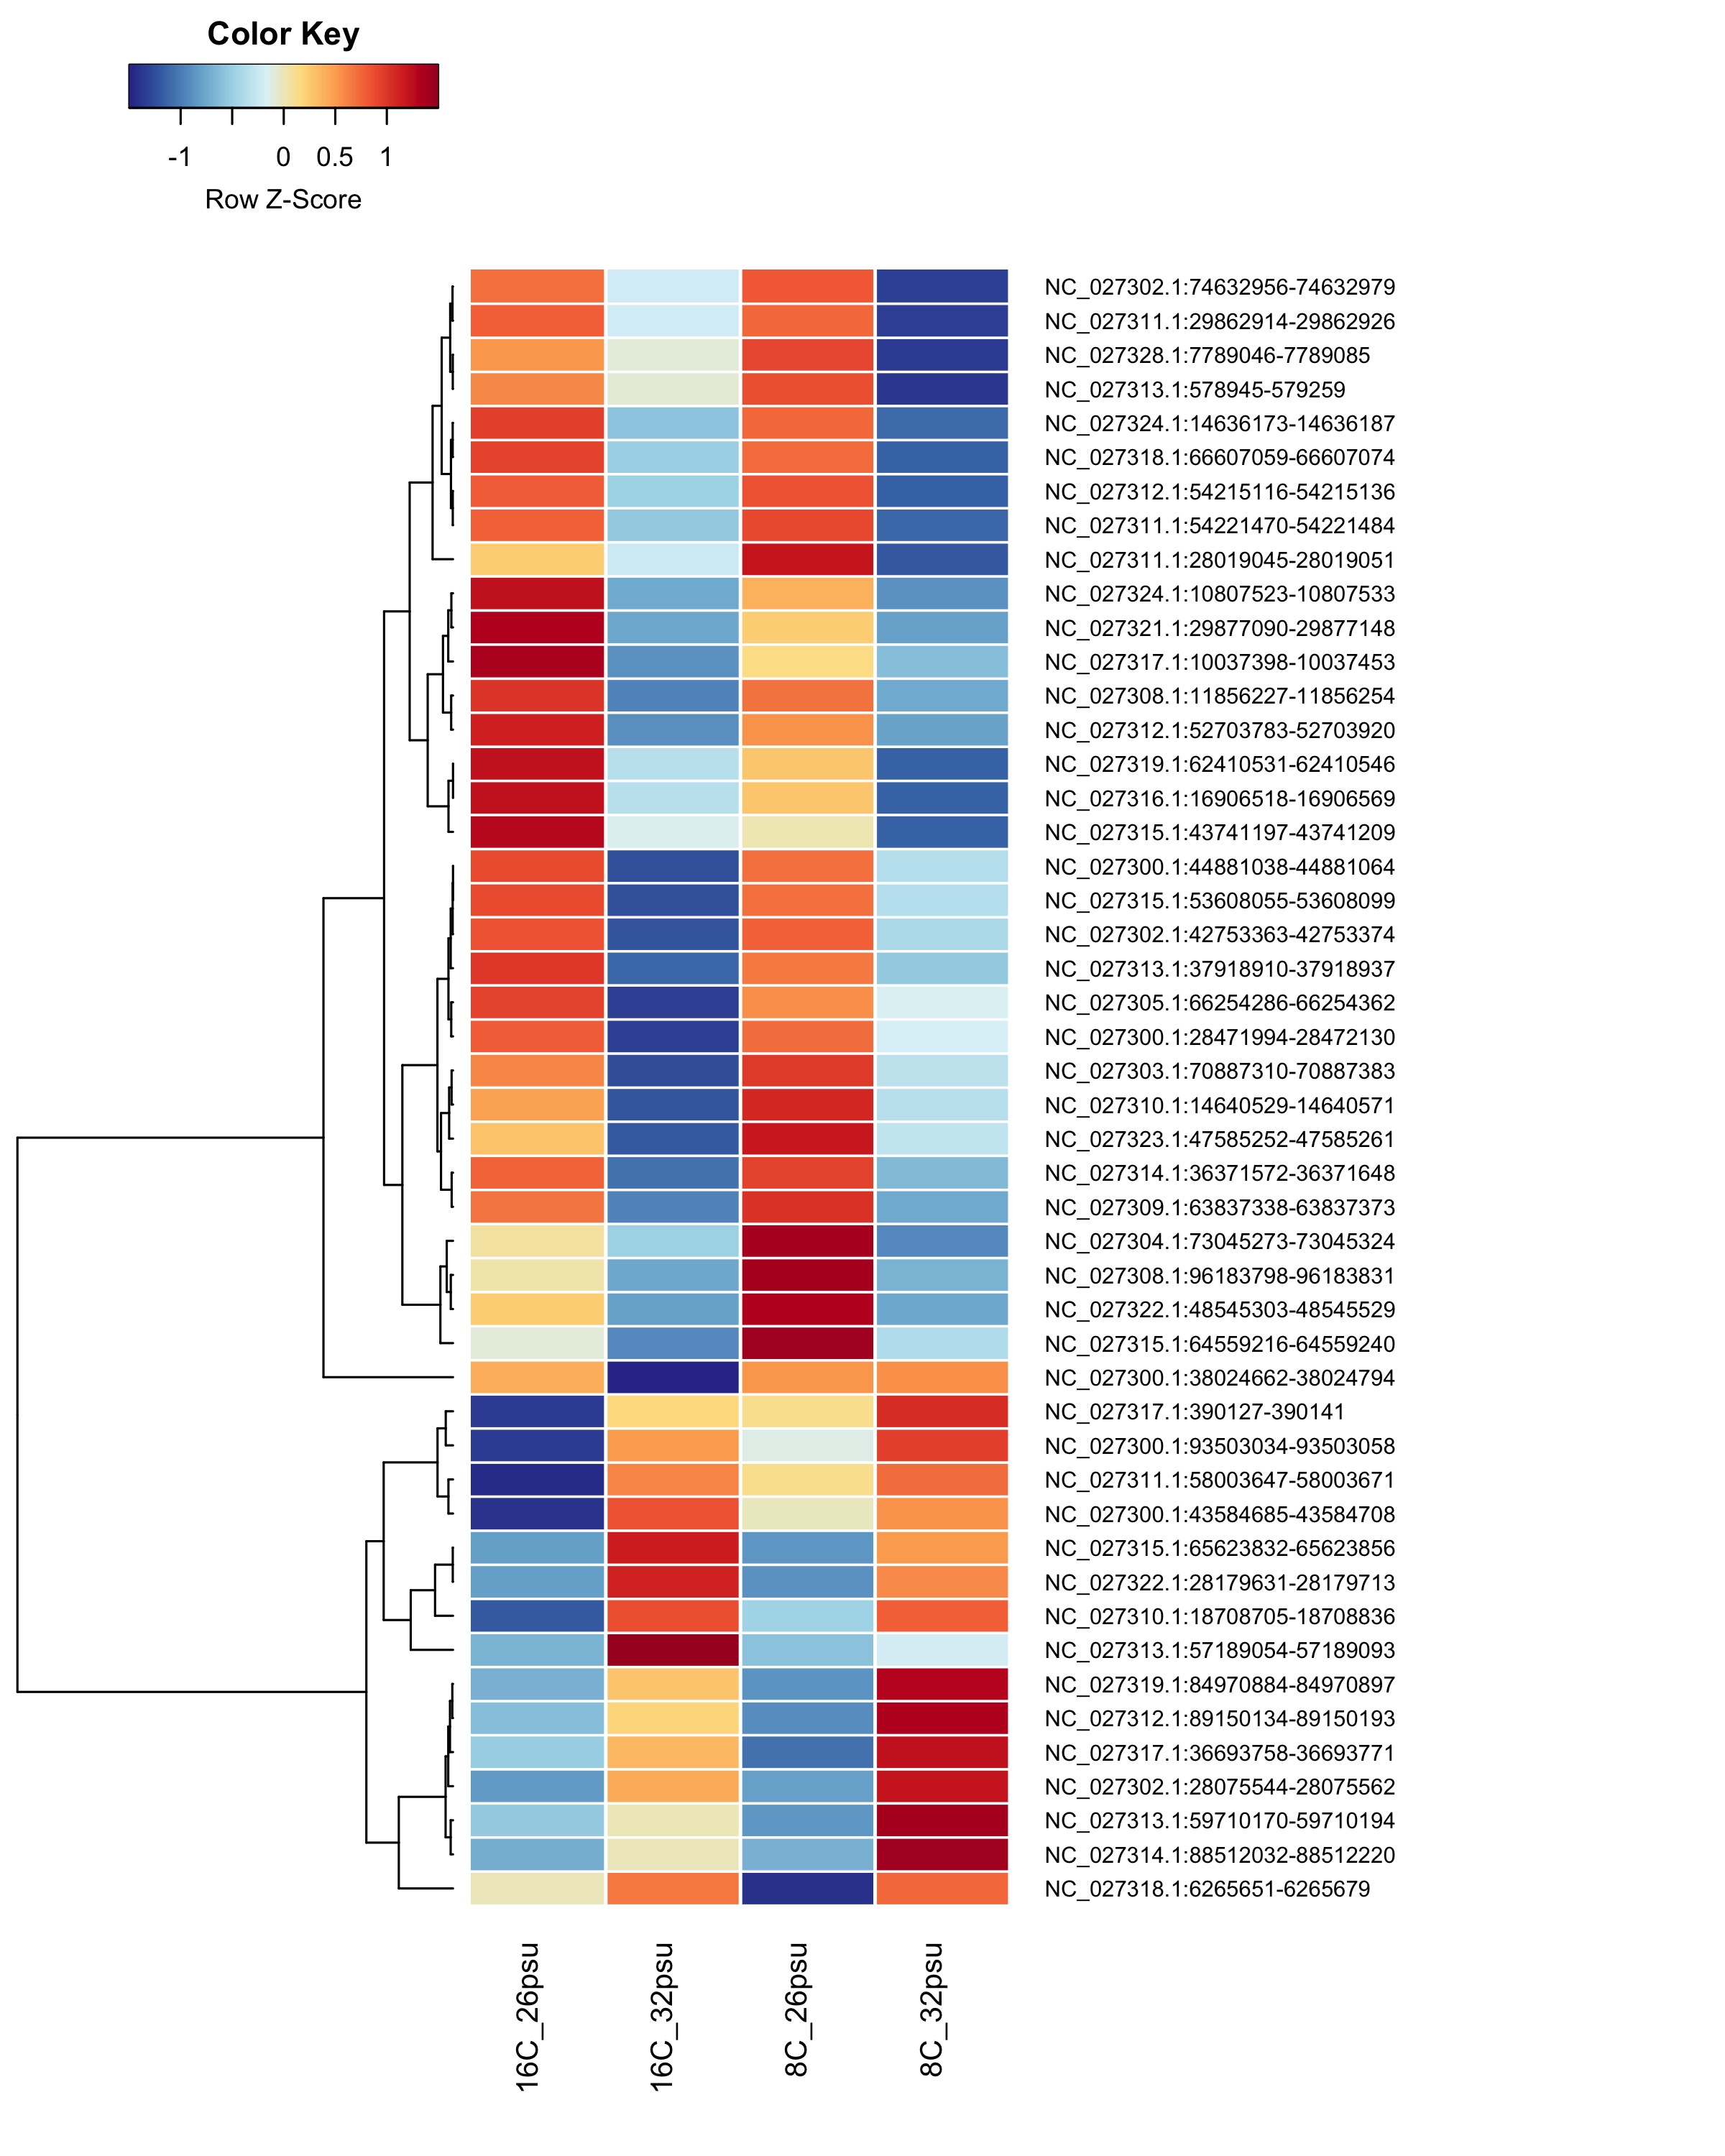 Color Key
-1 0 0.5 1
Row Z-Score
NC_027302.1:74632956-74632979
NC_027311.1:29862914-29862926
NC_027328.1:7789046-7789085
NC_027313.1:578945-579259
NC_027324.1:14636173-14636187
NC_027318.1:66607059-66607074
NC_027312.1:54215116-54215136
NC_027311.1:54221470-54221484
NC_027311.1:28019045-28019051
NC_027324.1:10807523-10807533
NC_027321.1:29877090-29877148
NC_027317.1:10037398-10037453
NC_027308.1:11856227-11856254
NC_027312.1:52703783-52703920
NC_027319.1:62410531-62410546
NC_027316.1:16906518-16906569
NC_027315.1:43741197-43741209
NC_027300.1:44881038-44881064
NC_027315.1:53608055-53608099
NC_027302.1:42753363-42753374
NC_027313.1:37918910-37918937
NC_027305.1:66254286-66254362
NC_027300.1:28471994-28472130
NC_027303.1:70887310-70887383
NC_027310.1:14640529-14640571
NC_027323.1:47585252-47585261
NC_027314.1:36371572-36371648
NC_027309.1:63837338-63837373
NC_027304.1:73045273-73045324
NC_027308.1:96183798-96183831
NC_027322.1:48545303-48545529
NC_027315.1:64559216-64559240
NC_027300.1:38024662-38024794
NC_027317.1:390127-390141
NC_027300.1:93503034-93503058
NC_027311.1:58003647-58003671
NC_027300.1:43584685-43584708
NC_027315.1:65623832-65623856
NC_027322.1:28179631-28179713
NC_027310.1:18708705-18708836
NC_027313.1:57189054-57189093
NC_027319.1:84970884-84970897
NC_027312.1:89150134-89150193
NC_027317.1:36693758-36693771
NC_027302.1:28075544-28075562
NC_027313.1:59710170-59710194
NC_027314.1:88512032-88512220
NC_027318.1:6265651-6265679
16C_26psu
16C_32psu
8C_26psu
8C_32psu